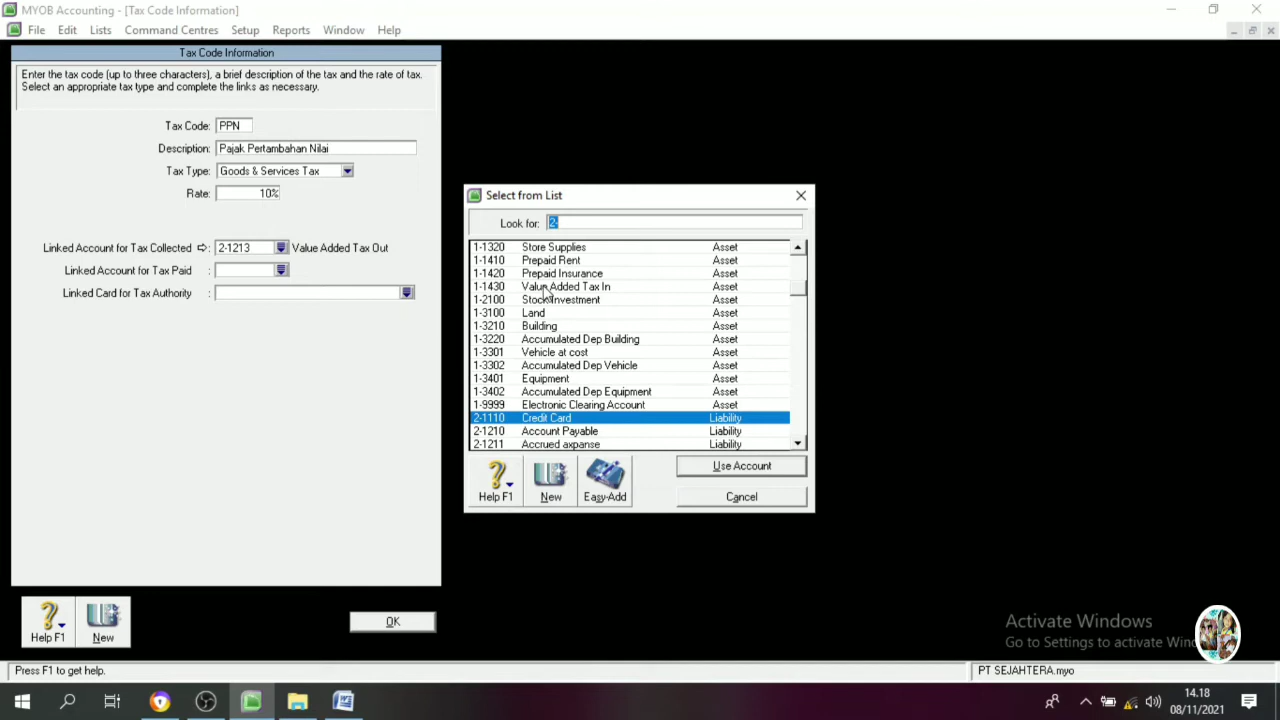 MYOB Accounting - [Tax Code Information]
File Edit Lists Command Centres Setup Reports Window Help
Tax Code Information
Enter the tax code (up to three characters), a brief description of the tax and the rate of tax.
Select an appropriate tax type and complete the links as necessary.
Tax Code: PPN
Description: Pajak Pertambahan Nilai
Tax Type: Goods & Services Tax
Rate: 10%
Linked Account for Tax Collected 2-1213 Value Added Tax Out
Linked Account for Tax Paid :
Linked Card for Tax Authority :
Help F1 New OK
Select from List
Look for: 2-
1-1320 Store Supplies Asset
1-1410 Prepaid Rent Asset
1-1420 Prepaid Insurance Asset
1-1430 Value Added Tax In Asset
1-2100 Stock Investment Asset
1-3100 Land Asset
1-3210 Building Asset
1-3220 Accumulated Dep Building Asset
1-3301 Vehicle at cost Asset
1-3302 Accumulated Dep Vehicle Asset
1-3401 Equipment Asset
1-3402 Accumulated Dep Equipment Asset
1-9999 Electronic Clearing Account Asset
2-1110 Credit Card Liability
2-1210 Account Payable Liability
2-1211 Accrued axpanse Liability
Use Account
Help F1 New Easy-Add Cancel
Activate Windows
Go to Settings to activate
Press F1 to get help. PT SEJAHTERA.myo
14.18
08/11/2021